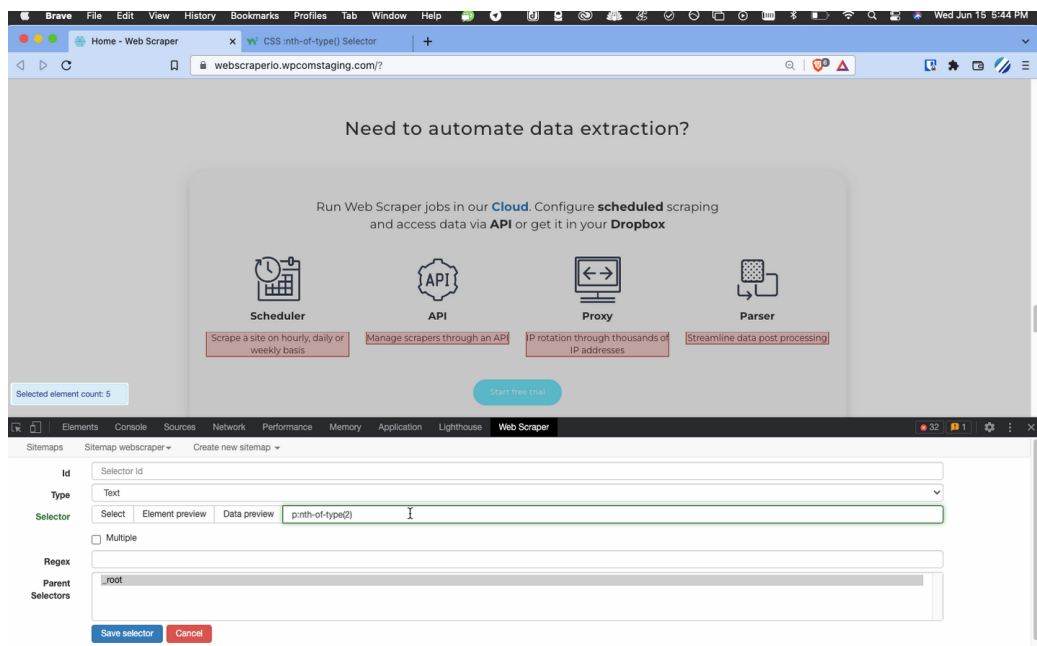 Brave File Edit View History Bookmarks Profiles Tab Window Help Wed Jun 15 5:44 PM
Home - Web Scraper CSS :nth-of-type() Selector
webscraperio.wpcomstaging.com/?
Need to automate data extraction?
Run Web Scraper jobs in our Cloud. Configure scheduled scraping
and access data via API or get it in your Dropbox
API
Scheduler API Proxy Parser
Scrape a site on hourly, daily or Manage scrapers through an API IP rotation through thousands of Streamline data post processing
weekly basis IP addresses
Start free trial
Selected element count: 5
Elements Console Sources Network Performance Memory Application Lighthouse Web Scraper 32 1
Sitemaps Sitemap webscraper Create new sitemap
Id Selector Id
Type Text
Selector Select Element preview Data preview p:nth-of-type(2)
Multiple
Regex
Parent _root
Selectors
Save selector Cancel